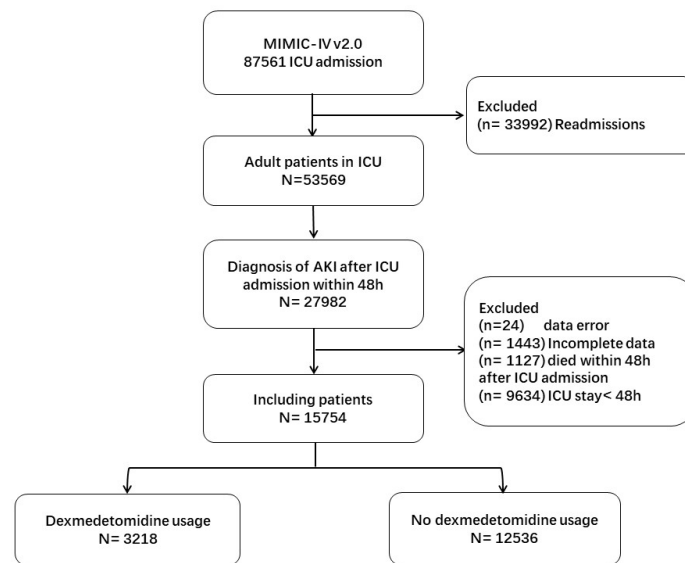 MIMIC-IV v2.0
87561 ICU admission
Excluded
(n= 33992) Readmissions
Adult patients in ICU
N=53569
Diagnosis of AKI after ICU
admission within 48h
N= 27982
Excluded
(n=24) data error
(n= 1443) Incomplete data
(n= 1127) died within 48h
after ICU admission
(n= 9634) ICU stay< 48h
Including patients
N= 15754
Dexmedetomidine usage
N= 3218
No dexmedetomidine usage
N= 12536